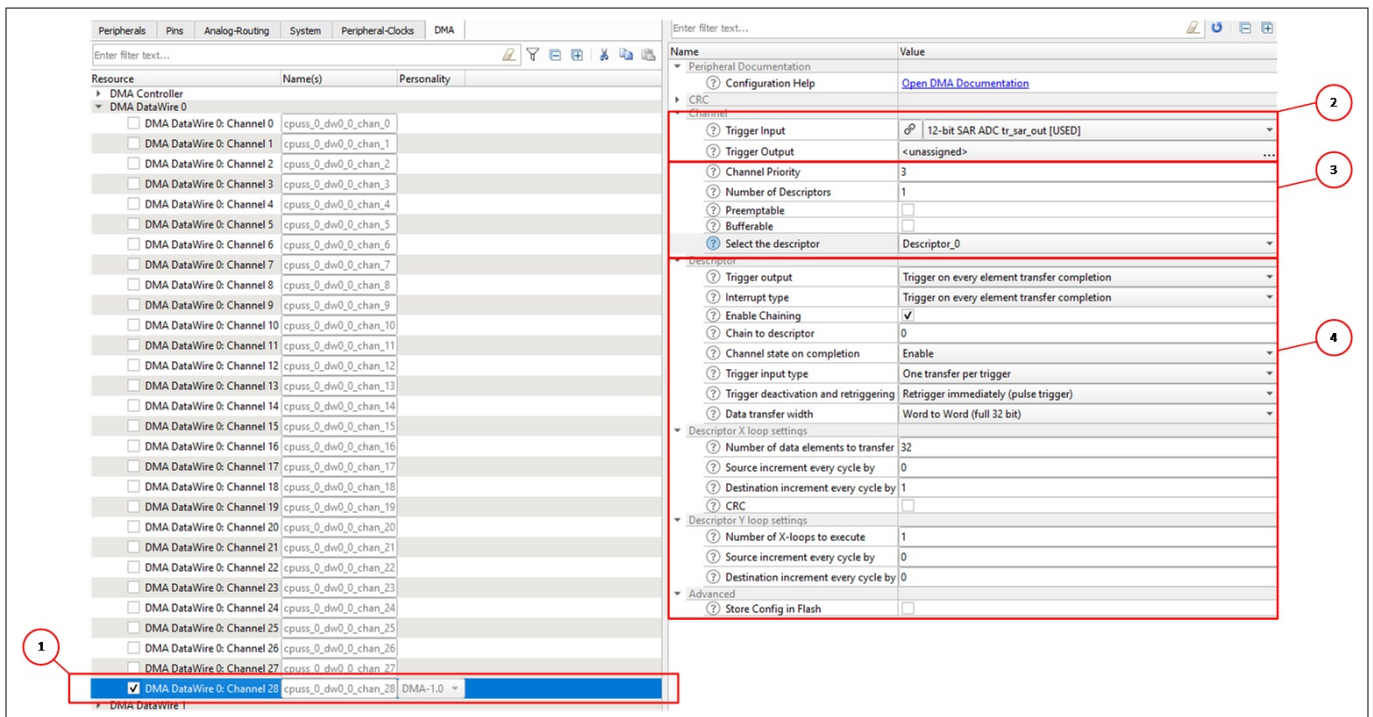 Peripherals Pins Analog-Routing System Peripheral-Clocks DMA
Enter filter text...
Resource Name(s) Personality
DMA Controller
DMA DataWire 0
DMA DataWire 0: Channel 0 cpuss_0_dw0_0_chan_0
DMA DataWire 0: Channel 1 cpuss_0_dw0_0_chan_1
DMA DataWire 0: Channel 2 cpuss_0_dw0_0_chan_2
DMA DataWire 0: Channel 3 cpuss_0_dw0_0_chan_3
DMA DataWire 0: Channel 4 cpuss_0_dw0_0_chan_4
DMA DataWire 0: Channel 5 cpuss_0_dw0_0_chan_5
DMA DataWire 0: Channel 6 cpuss_0_dw0_0_chan_6
DMA DataWire 0: Channel 7 cpuss_0_dw0_0_chan_7
DMA DataWire 0: Channel 8 cpuss_0_dw0_0_chan_8
DMA DataWire 0: Channel 9 cpuss_0_dw0_0_chan_9
DMA DataWire 0: Channel 10 cpuss_0_dw0_0_chan_10
DMA DataWire 0: Channel 11 cpuss_0_dw0_0_chan_11
DMA DataWire 0: Channel 12 cpuss_0_dw0_0_chan_12
DMA DataWire 0: Channel 13 cpuss_0_dw0_0_chan_13
DMA DataWire 0: Channel 14 cpuss_0_dw0_0_chan_14
DMA DataWire 0: Channel 15 cpuss_0_dw0_0_chan_15
DMA DataWire 0: Channel 16 cpuss_0_dw0_0_chan_16
DMA DataWire 0: Channel 17 cpuss_0_dw0_0_chan_17
DMA DataWire 0: Channel 18 cpuss_0_dw0_0_chan_18
DMA DataWire 0: Channel 19 cpuss_0_dw0_0_chan_19
DMA DataWire 0: Channel 20 cpuss_0_dw0_0_chan_20
DMA DataWire 0: Channel 21 cpuss_0_dw0_0_chan_21
DMA DataWire 0: Channel 22 cpuss_0_dw0_0_chan_22
DMA DataWire 0: Channel 23 cpuss_0_dw0_0_chan_23
DMA DataWire 0: Channel 24 cpuss_0_dw0_0_chan_24
DMA DataWire 0: Channel 25 cpuss_0_dw0_0_chan_25
DMA DataWire 0: Channel 26 cpuss_0_dw0_0_chan_26
DMA DataWire 0: Channel 27 cpuss_0_dw0_0_chan_27
1
DMA DataWire 0: Channel 28 cpuss_0_dw0_0_chan_28 DMA-1.0
DMA DataWire 1
Enter filter text...
Name Value
Peripheral Documentation
Configuration Help Open DMA Documentation
CRC
2
Channel
Trigger Input 12-bit SAR ADC tr_sar_out [USED]
Trigger Output <unassigned> ...
3
Channel Priority 3
Number of Descriptors 1
Preemptable
Bufferable
Select the descriptor Descriptor_0
Descriptor
Trigger output Trigger on every element transfer completion
Interrupt type Trigger on every element transfer completion
Enable Chaining
Chain to descriptor 0
4
Channel state on completion Enable
Trigger input type One transfer per trigger
Trigger deactivation and retriggering Retrigger immediately (pulse trigger)
Data transfer width Word to Word (full 32 bit)
Descriptor X loop settings
Number of data elements to transfer 32
Source increment every cycle by 0
Destination increment every cycle by 1
CRC
Descriptor Y loop settings
Number of X-loops to execute 1
Source increment every cycle by 0
Destination increment every cycle by 0
Advanced
Store Config in Flash